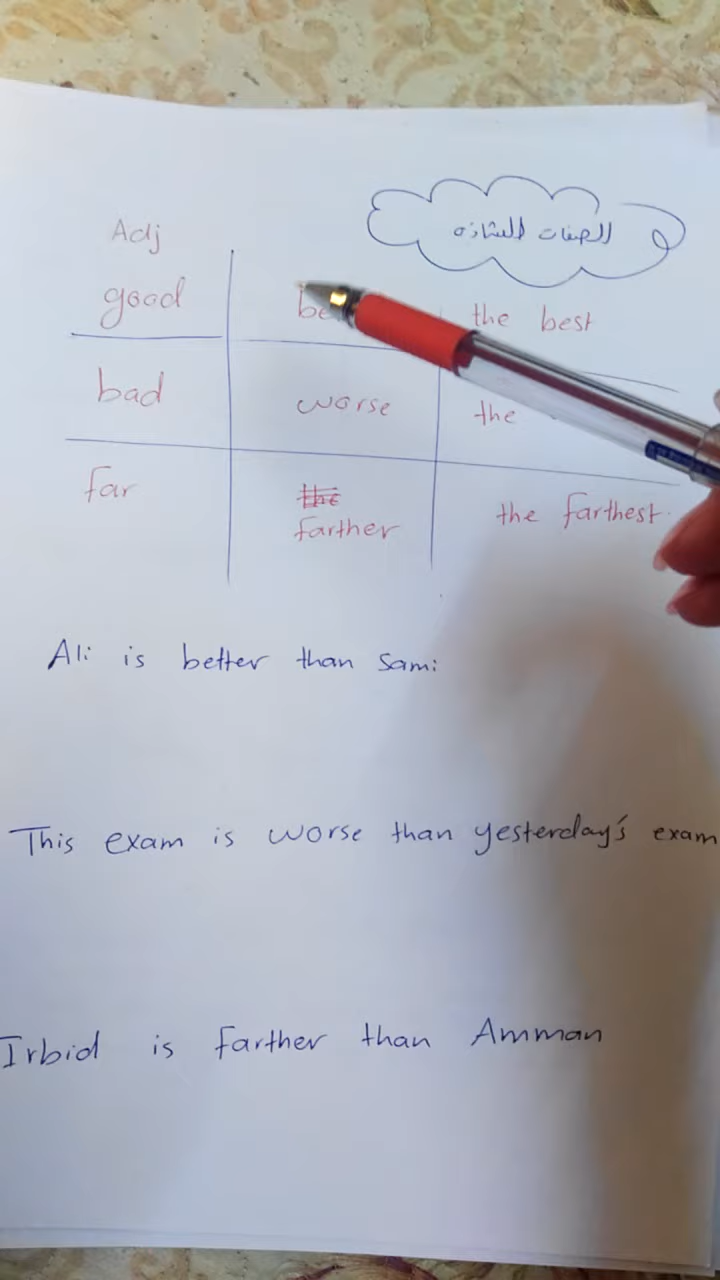 الصفات الشاذه
Adj
good the best
bad worse the
far the farther the farthest.
Ali is better than Sami
This exam is worse than yesterday's exam
Irbid is farther than Amman